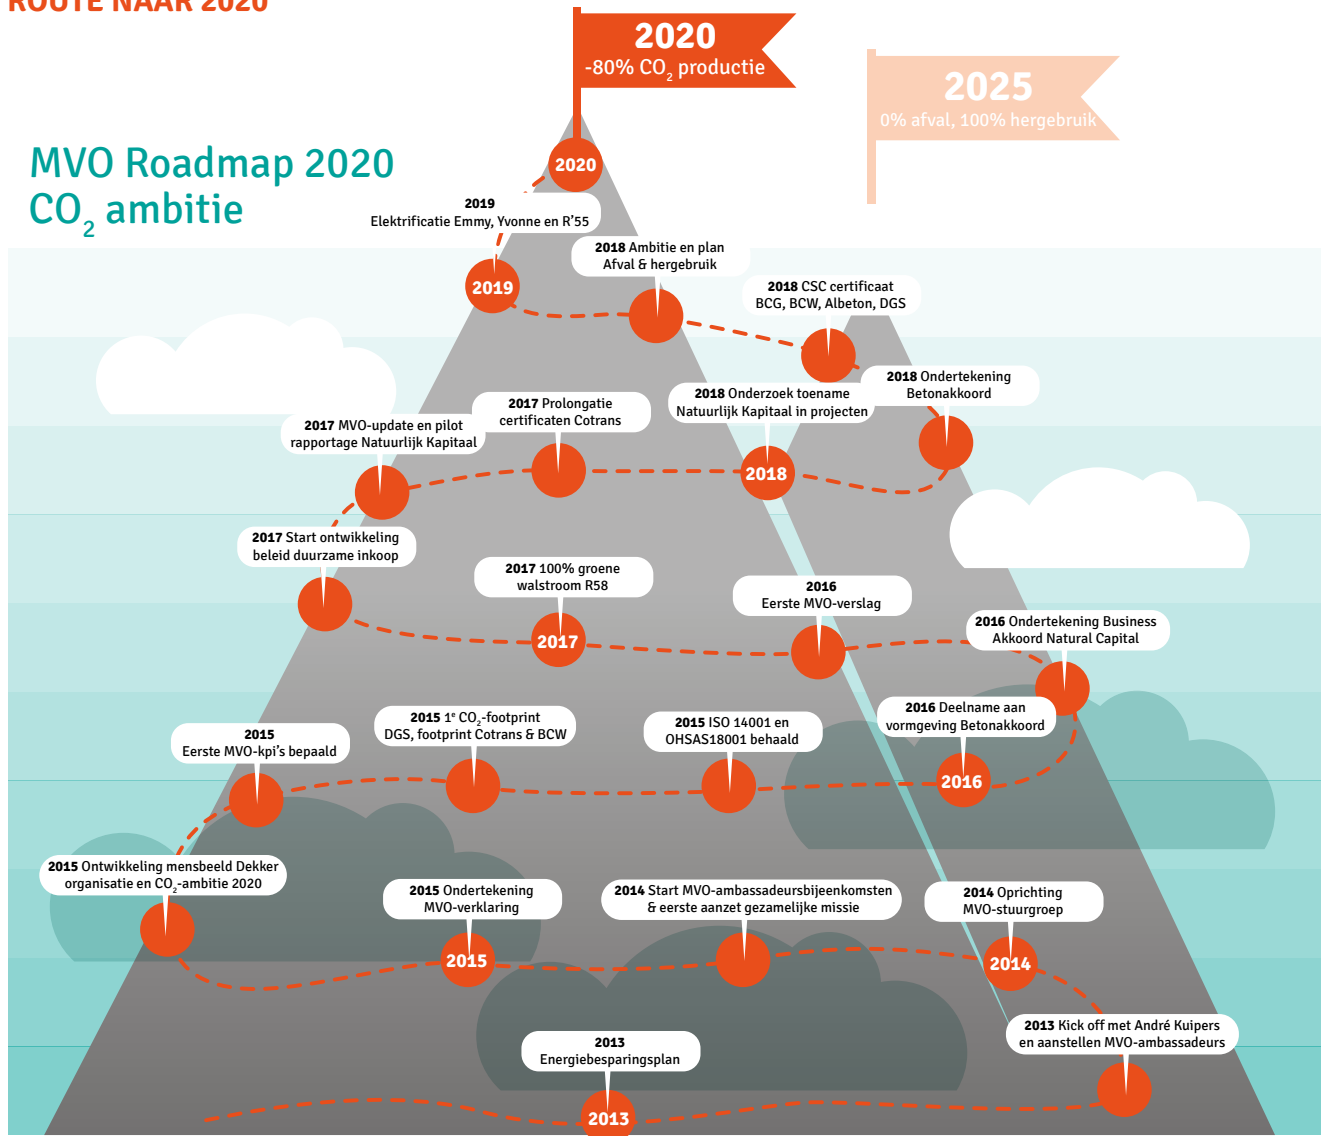 ROUTE NAAR 2020
2020
-80% CO₂ productie
2025
0% afval, 100% hergebruik
MVO Roadmap 2020
CO₂ ambitie
2020
2019
Elektrificatie Emmy, Yvonne en R'55
2019
2018 Ambitie en plan
Afval & hergebruik
2018 CSC certificaat
BCG, BCW, Albeton, DGS
2018 Ondertekening
Betonakkoord
2018 Onderzoek toename
Natuurlijk Kapitaal in projecten
2018
2017 Prolongatie
certificaten Cotrans
2017 MVO-update en pilot
rapportage Natuurlijk Kapitaal
2017 Start ontwikkeling
beleid duurzame inkoop
2017 100% groene
walstroom R58
2017
2016
Eerste MVO-verslag
2016 Ondertekening Business
Akkoord Natural Capital
2016 Deelname aan
vormgeving Betonakkoord
2016
2015 ISO 14001 en
OHSAS18001 behaald
2015 1ᵉ CO₂-footprint
DGS, footprint Cotrans & BCW
2015
Eerste MVO-kpi's bepaald
2015 Ontwikkeling mensbeeld Dekker
organisatie en CO₂-ambitie 2020
2015 Ondertekening
MVO-verklaring
2015
2014 Start MVO-ambassadeursbijeenkomsten
& eerste aanzet gezamelijke missie
2014 Oprichting
MVO-stuurgroep
2014
2013 Kick off met André Kuipers
en aanstellen MVO-ambassadeurs
2013
Energiebesparingsplan
2013